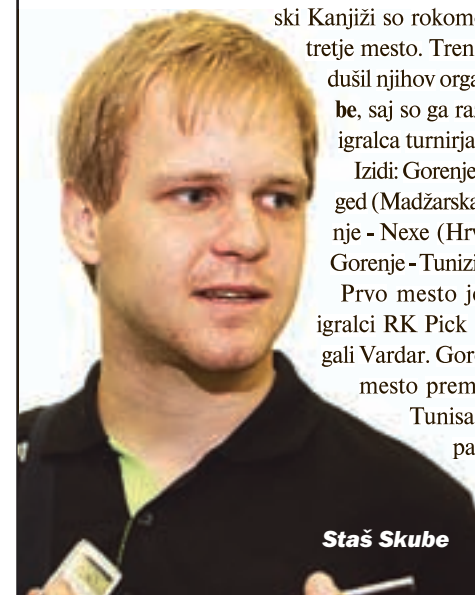 ski Kanjiži so rokom
tretje mesto. Tren
dušil njihov orga
be, saj so ga raz
igralca turnirja
Izidi: Gorenje
ged (Madžarska
nje - Nexe (Hrv
Gorenje - Tunizi
Prvo mesto je
igralci RK Pick
gali Vardar. Gore
mesto prem
Tunisa
pa
Staš Skube